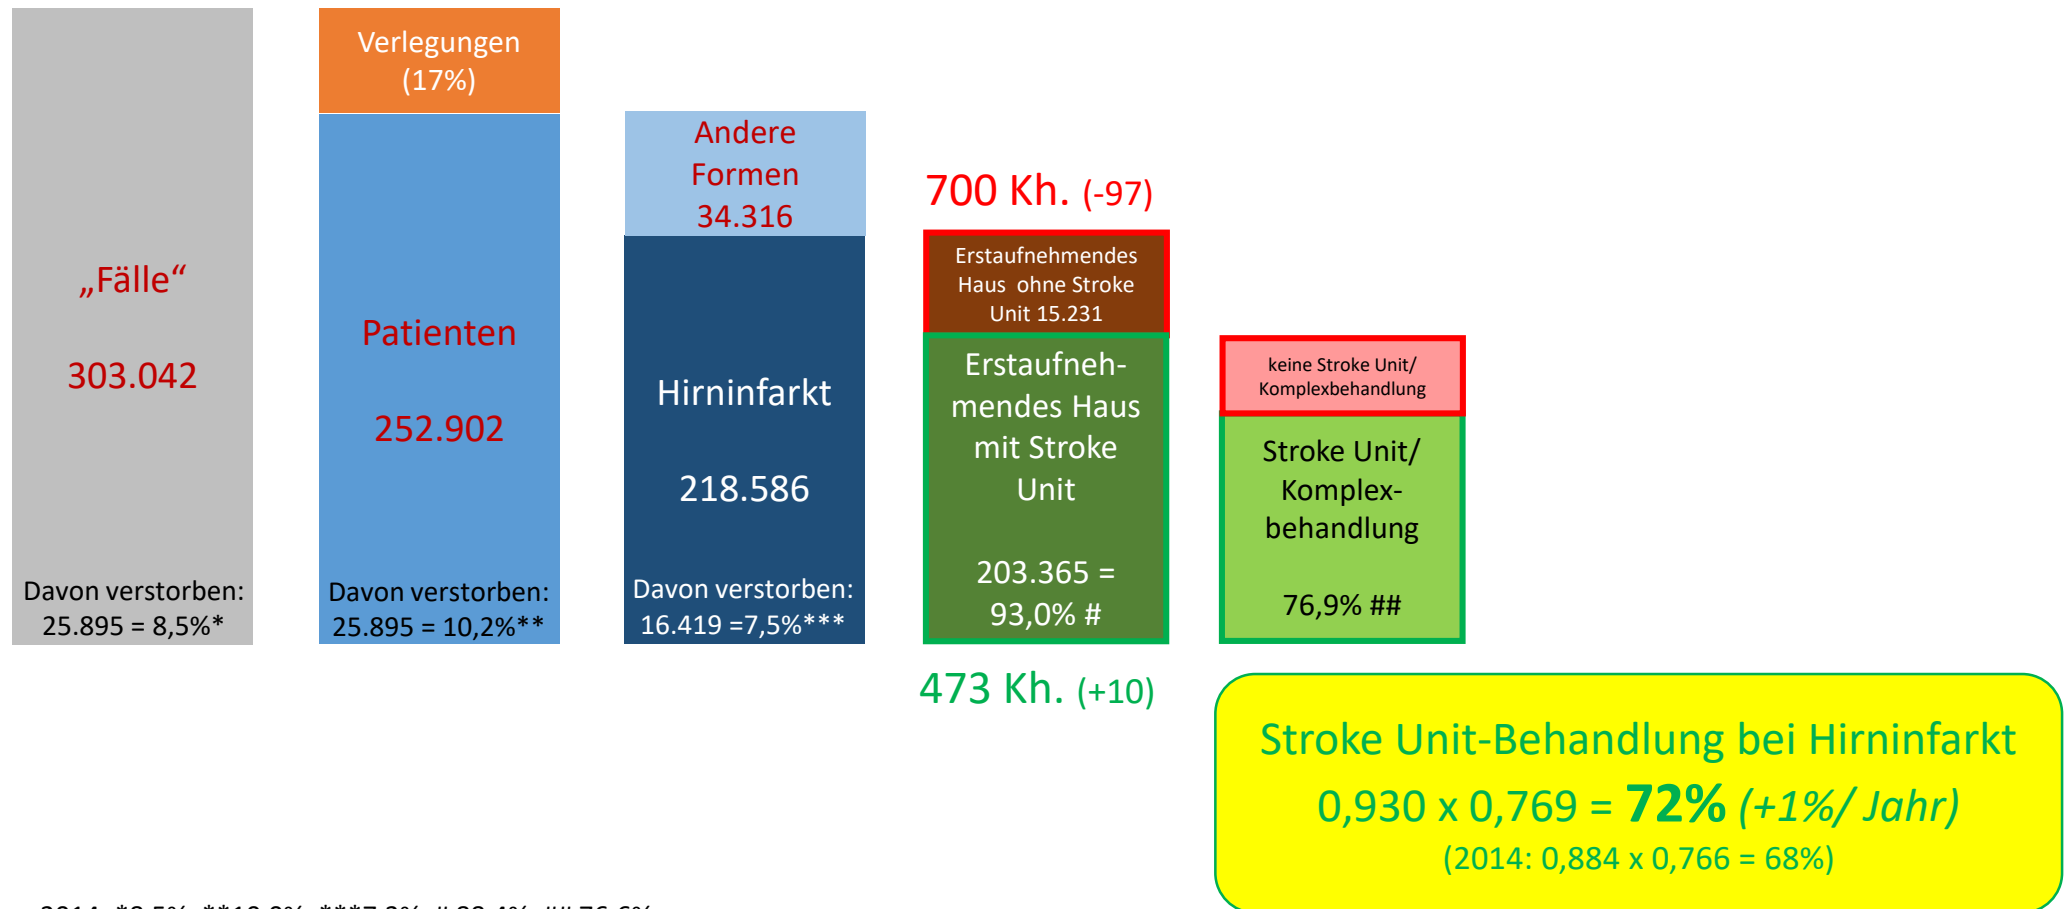 „Fälle“
303.042
Davon verstorben:
25.895 = 8,5%*
Verlegungen
(17%)
Patienten
252.902
Davon verstorben:
25.895 = 10,2%**
Andere
Formen
34.316
Hirninfarkt
218.586
Davon verstorben:
16.419 =7,5%***
700 Kh. (-97)
Erstaufnehmendes
Haus ohne Stroke
Unit 15.231
Erstaufneh-
mendes Haus
mit Stroke
Unit
203.365 =
93,0% #
473 Kh. (+10)
keine Stroke Unit/
Komplexbehandlung
Stroke Unit/
Komplex-
behandlung
76,9% ##
Stroke Unit-Behandlung bei Hirninfarkt
0,930 x 0,769 = 72% (+1%/ Jahr)
(2014: 0,884 x 0,766 = 68%)